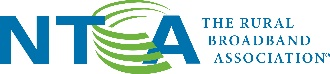 NTCA
THE RURAL
BROADBAND
ASSOCIATION®